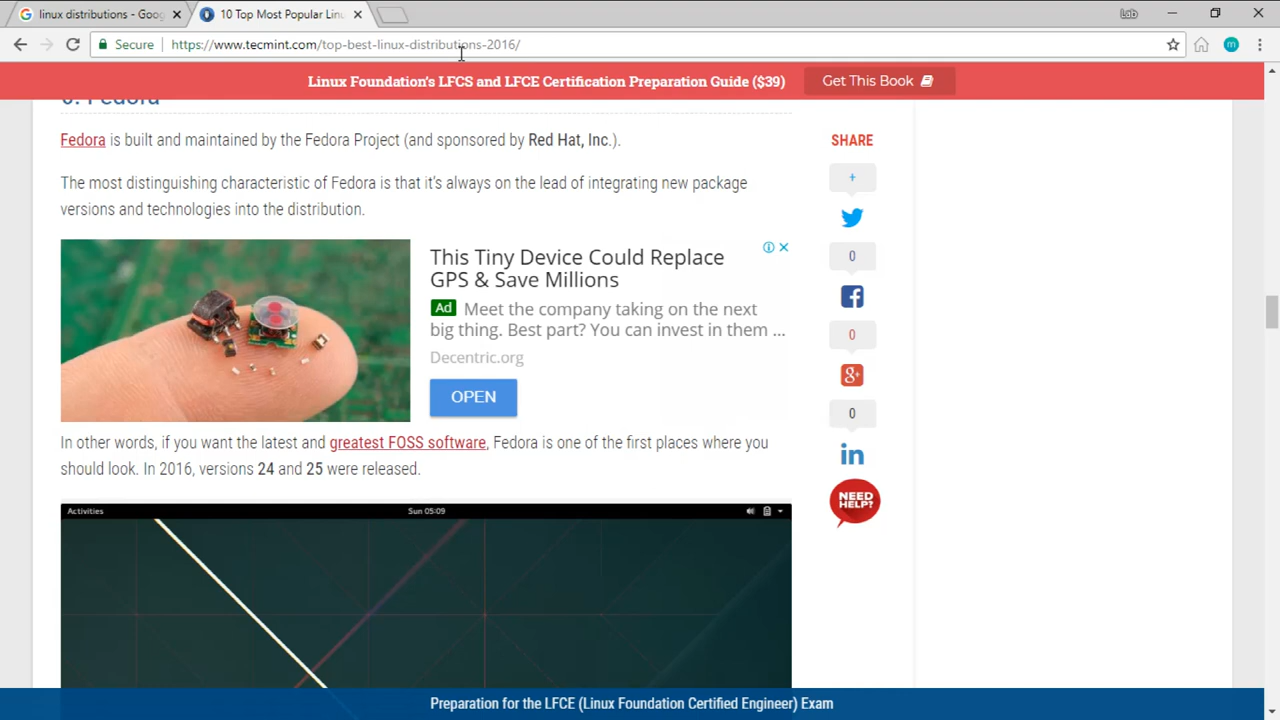 linux distributions - Goog
10 Top Most Popular Linu
Lab
Secure
https://www.tecmint.com/top-best-linux-distributions-2016/
m
Linux Foundation's LFCS and LFCE Certification Preparation Guide ($39)
Get This Book
Fedora
Fedora is built and maintained by the Fedora Project (and sponsored by Red Hat, Inc.).
SHARE
+
The most distinguishing characteristic of Fedora is that it's always on the lead of integrating new package
versions and technologies into the distribution.
This Tiny Device Could Replace
GPS & Save Millions
Ad Meet the company taking on the next
big thing. Best part? You can invest in them ...
Decentric.org
OPEN
0
0
g+
0
in
In other words, if you want the latest and greatest FOSS software, Fedora is one of the first places where you
should look. In 2016, versions 24 and 25 were released.
NEED
HELP?
Activities
Sun 05:09
Preparation for the LFCE (Linux Foundation Certified Engineer) Exam